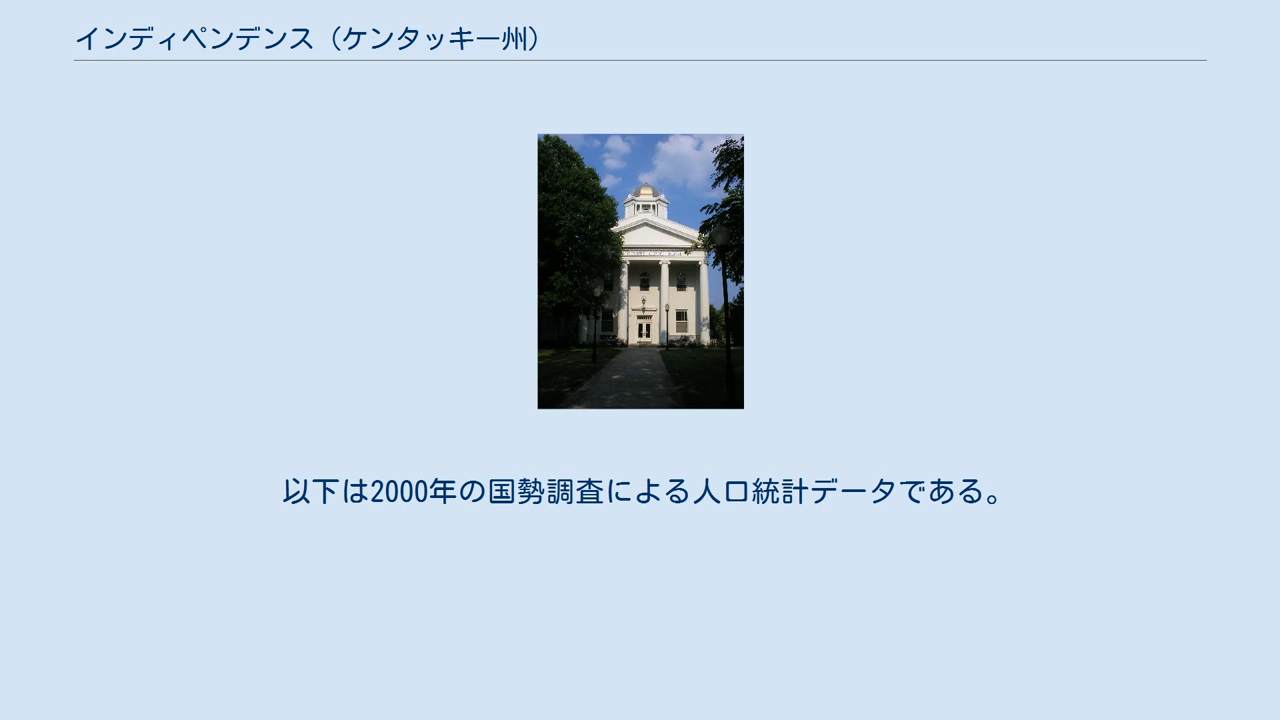 インディペンデンス（ケンタッキー州）
以下は2000年の国勢調査による人口統計データである。